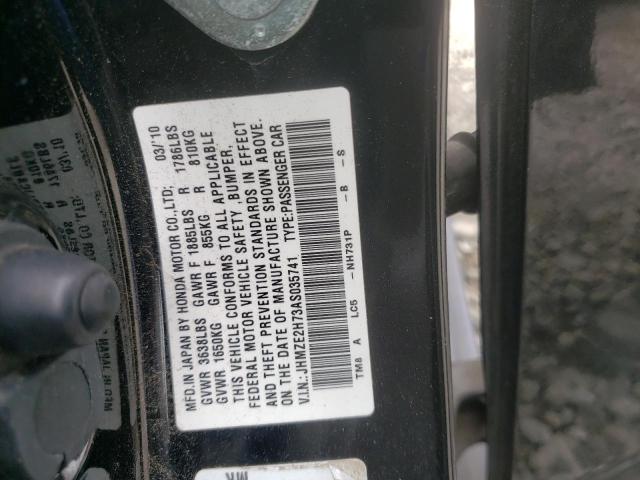 MFD.IN JAPAN BY HONDA MOTOR CO.,LTD; 03/'10
GVWR 3638LBS GAWR F 1885LBS R 1786LBS
GVWR 1650KG GAWR F 855KG R 810KG
THIS VEHICLE CONFORMS TO ALL APPLICABLE
FEDERAL MOTOR VEHICLE SAFETY ,BUMPER,
AND THEFT PREVENTION STANDARDS IN EFFECT
ON THE DATE OF MANUFACTURE SHOWN ABOVE.
V.I.N.: JHMZE2H73AS035741 TYPE:PASSENGER CAR
TM8 A LC5 -NH731P -B -S